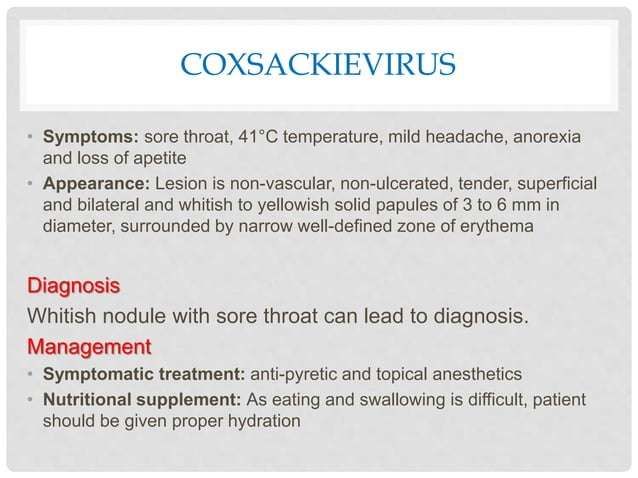 COXSACKIEVIRUS
• Symptoms: sore throat, 41°C temperature, mild headache, anorexia
and loss of apetite
• Appearance: Lesion is non-vascular, non-ulcerated, tender, superficial
and bilateral and whitish to yellowish solid papules of 3 to 6 mm in
diameter, surrounded by narrow well-defined zone of erythema
Diagnosis
Whitish nodule with sore throat can lead to diagnosis.
Management
• Symptomatic treatment: anti-pyretic and topical anesthetics
• Nutritional supplement: As eating and swallowing is difficult, patient
should be given proper hydration